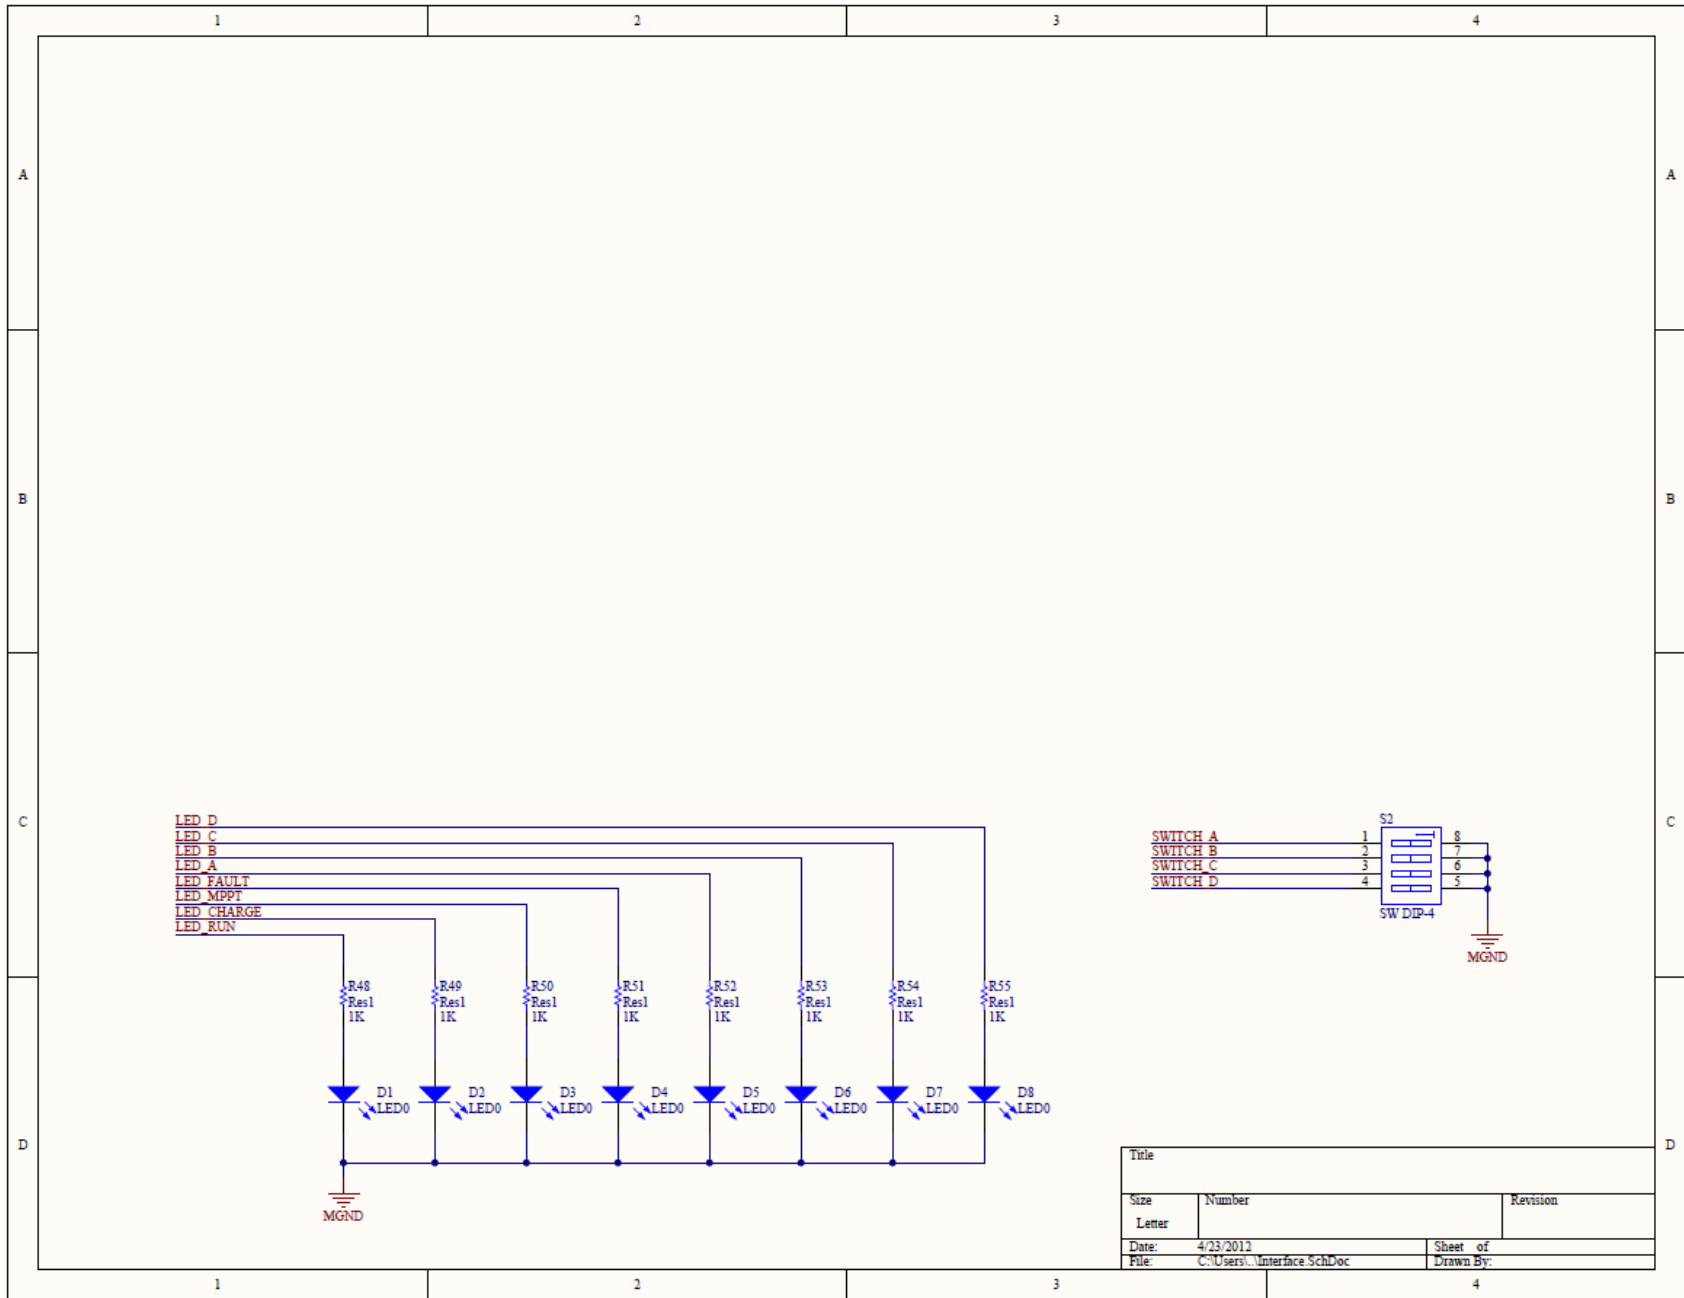 1 2 3 4
A A
B B
C C
D D
LED_D
LED_C
LED_B
LED_A
LED_FAULT
LED_MPPT
LED_CHARGE
LED_RUN
S2
SWITCH_A 1 8
SWITCH_B 2 7
SWITCH_C 3 6
SWITCH_D 4 5
SW DIP-4
MGND
R48 R49 R50 R51 R52 R53 R54 R55
Res1 Res1 Res1 Res1 Res1 Res1 Res1 Res1
1K 1K 1K 1K 1K 1K 1K 1K
D1 D2 D3 D4 D5 D6 D7 D8
LED0 LED0 LED0 LED0 LED0 LED0 LED0 LED0
MGND
Title
Size Number Revision
Letter
Date: 4/23/2012 Sheet of
File: C:\Users\..\Interface.SchDoc Drawn By:
1 2 3 4